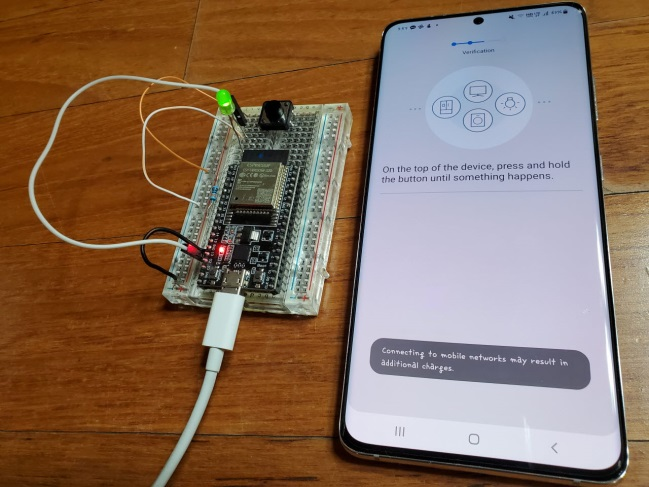 Verification
On the top of the device, press and hold
the button until something happens.
Connecting to mobile networks may result in
additional charges.